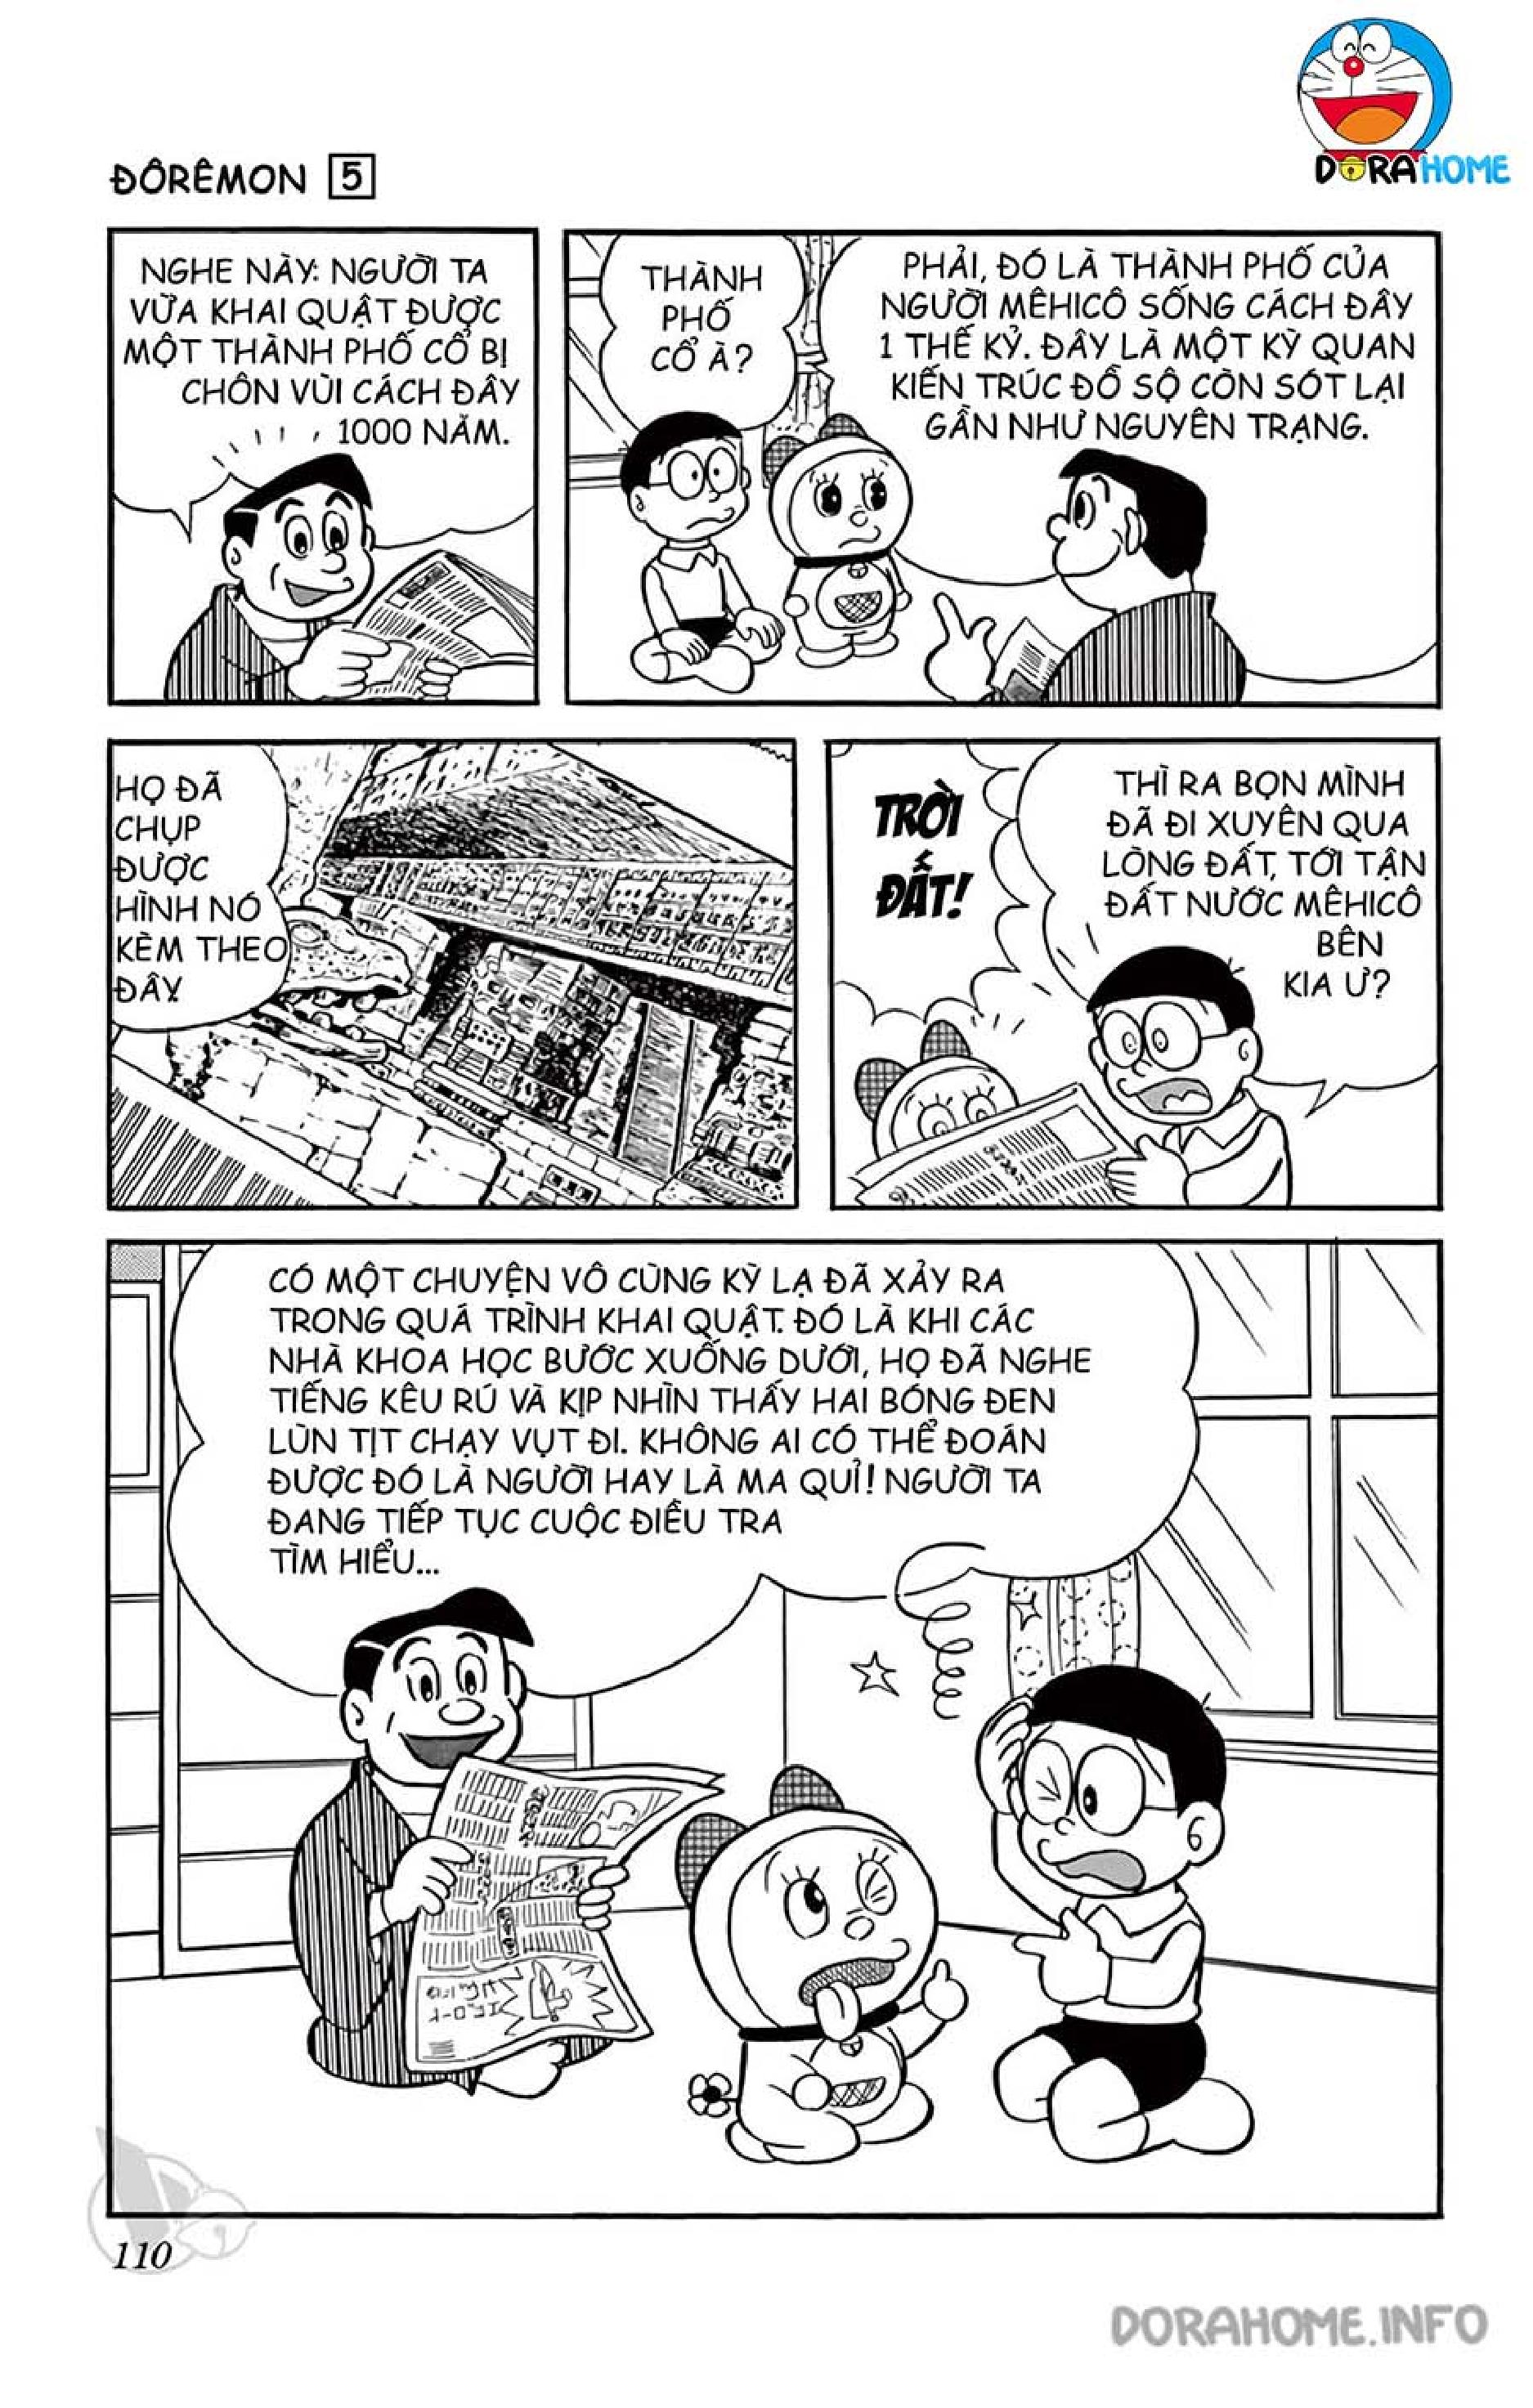 DORAHOME
ĐÔRÊMON 5
NGHE NÀY: NGƯỜI TA
VỪA KHAI QUẬT ĐƯỢC
MỘT THÀNH PHỐ CỔ BỊ
CHÔN VÙI CÁCH ĐÂY
1000 NĂM.
THÀNH
PHỐ
CỔ À?
PHẢI, ĐÓ LÀ THÀNH PHỐ CỦA
NGƯỜI MÊHICÔ SỐNG CÁCH ĐÂY
1 THẾ KỶ. ĐÂY LÀ MỘT KỲ QUAN
KIẾN TRÚC ĐỒ SỘ CÒN SÓT LẠI
GẦN NHƯ NGUYÊN TRẠNG.
HỌ ĐÃ
CHỤP
ĐƯỢC
HÌNH NÓ
KÈM THEO
ĐÂY.
TRỜI
ĐẤT!
THÌ RA BỌN MÌNH
ĐÃ ĐI XUYÊN QUA
LÒNG ĐẤT, TỚI TẬN
ĐẤT NƯỚC MÊHICÔ
BÊN
KIA Ư?
CÓ MỘT CHUYỆN VÔ CÙNG KỲ LẠ ĐÃ XẢY RA
TRONG QUÁ TRÌNH KHAI QUẬT. ĐÓ LÀ KHI CÁC
NHÀ KHOA HỌC BƯỚC XUỐNG DƯỚI, HỌ ĐÃ NGHE
TIẾNG KÊU RÚ VÀ KỊP NHÌN THẤY HAI BÓNG ĐEN
LÙN TỊT CHẠY VỤT ĐI. KHÔNG AI CÓ THỂ ĐOÁN
ĐƯỢC ĐÓ LÀ NGƯỜI HAY LÀ MA QUỈ! NGƯỜI TA
ĐANG TIẾP TỤC CUỘC ĐIỀU TRA
TÌM HIỂU...
110
DORAHOME.INFO